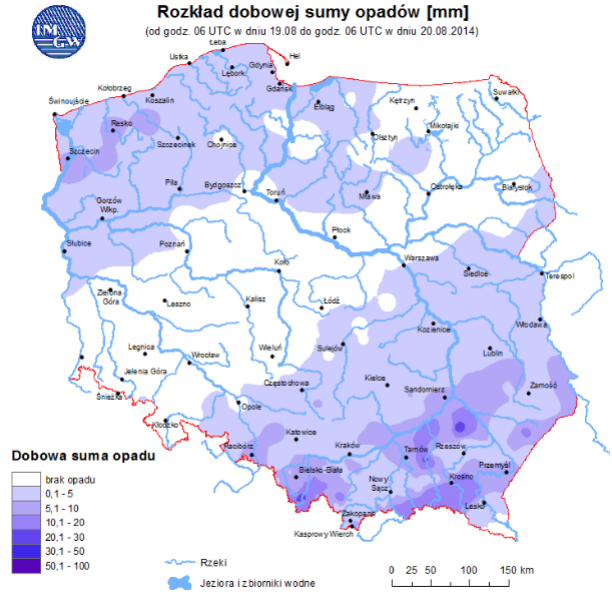 IMGW
Rozkład dobowej sumy opadów [mm]
(od godz. 06 UTC w dniu 19.08 do godz. 06 UTC w dniu 20.08.2014)
Łeba
Hel
Ustka
Gdynia
Lębork
Gdańsk
Suwałki
Kołobrzeg
Koszalin
Elbląg
Kętrzyn
Świnoujście
Resko
Olsztyn
Mikołajki
Szczecinek
Chojnice
Szczecin
Piła
Bydgoszcz
Toruń
Mława
Ostrołęka
Białystok
Gorzów
Wlkp.
Płock
Słubice
Poznań
Koło
Warszawa
Siedlce
Terespol
Zielona
Góra
Leszno
Kalisz
Łódź
Kozienice
Włodawa
Legnica
Wrocław
Wieluń
Sulejów
Lublin
Jelenia Góra
Śnieżka
Częstochowa
Kielce
Sandomierz
Zamość
Opole
Kłodzko
Racibórz
Katowice
Kraków
Tarnów
Rzeszów
Przemyśl
Bielsko-Biała
Nowy
Sącz
Krosno
Lesko
Zakopane
Kasprowy Wierch
Dobowa suma opadu
brak opadu
0,1 - 5
5,1 - 10
10,1 - 20
20,1 - 30
30,1 - 50
50,1 - 100
Rzeki
Jeziora i zbiorniki wodne
0 25 50 100 150 km